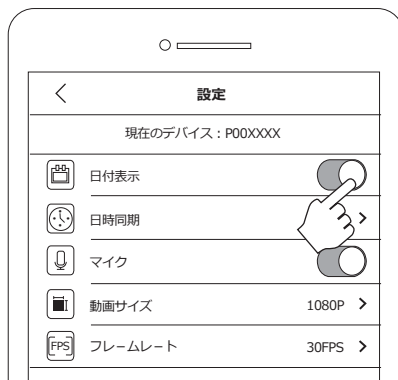 設定
現在のデバイス：P00XXXX
日付表示
日時同期
マイク
動画サイズ 1080P
FPS フレームレート 30FPS